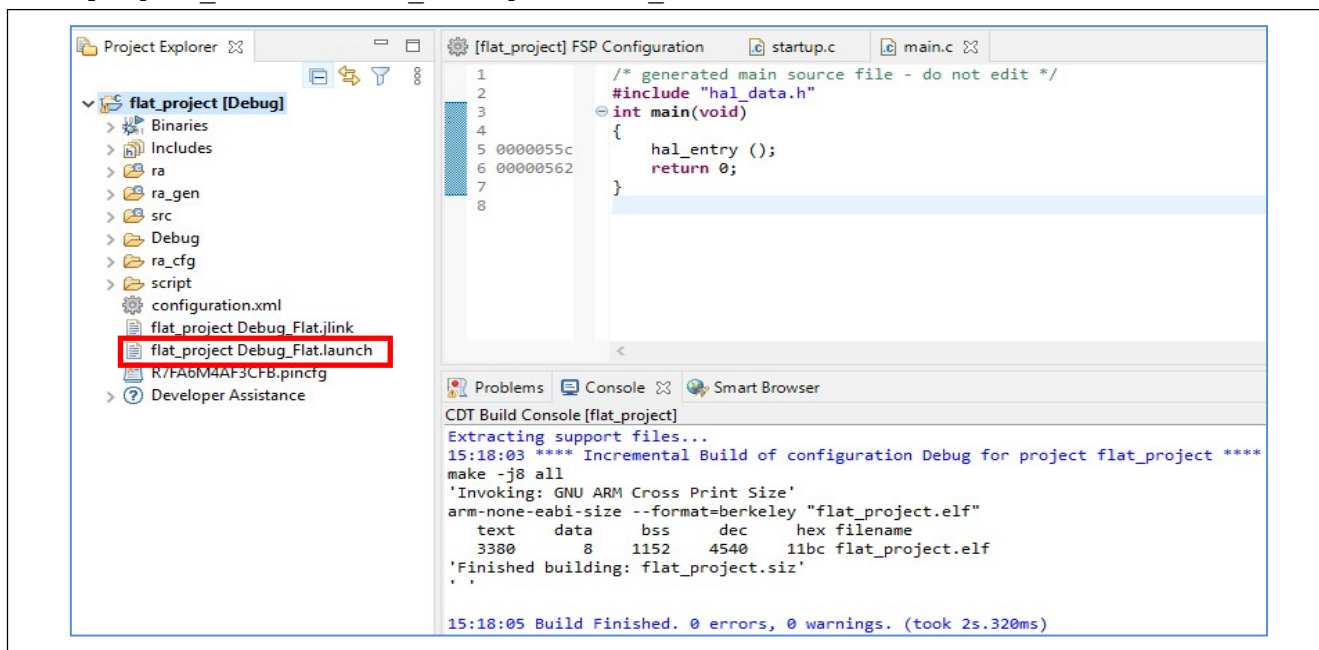 Project Explorer
flat_project [Debug]
Binaries
Includes
ra
ra_gen
src
Debug
ra_cfg
script
configuration.xml
flat_project Debug_Flat.jlink
flat_project Debug_Flat.launch
R7FA6M4AF3CFB.pincfg
Developer Assistance
[flat_project] FSP Configuration startup.c main.c
1 /* generated main source file - do not edit */
2 #include "hal_data.h"
3 int main(void)
4 {
5 0000055c hal_entry ();
6 00000562 return 0;
7 }
8
Problems Console Smart Browser
CDT Build Console [flat_project]
Extracting support files...
15:18:03 **** Incremental Build of configuration Debug for project flat_project ****
make -j8 all
'Invoking: GNU ARM Cross Print Size'
arm-none-eabi-size --format=berkeley "flat_project.elf"
text data bss dec hex filename
3380 8 1152 4540 11bc flat_project.elf
'Finished building: flat_project.siz'
' '
15:18:05 Build Finished. 0 errors, 0 warnings. (took 2s.320ms)